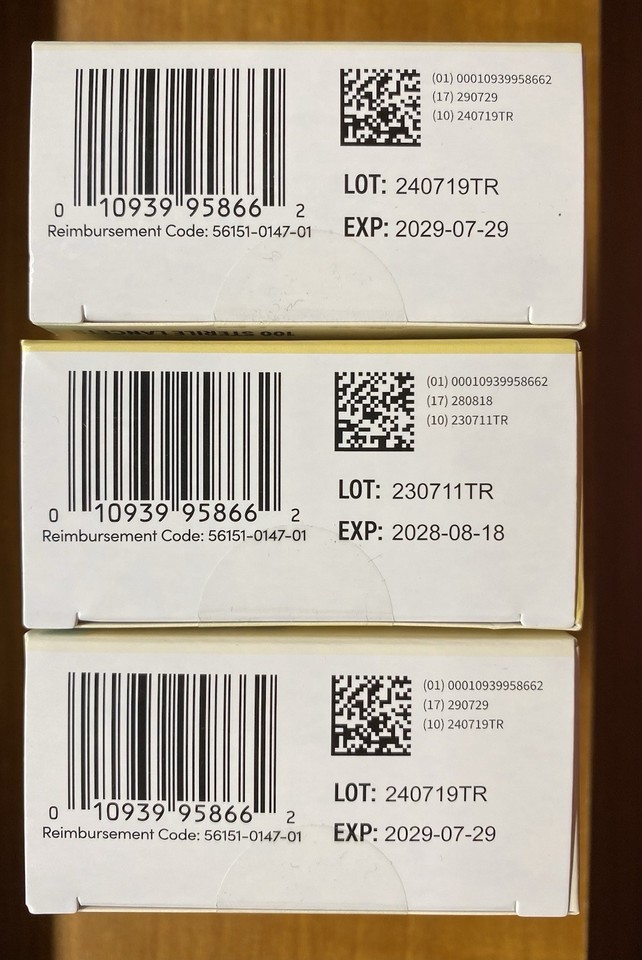 (01) 00010939958662
(17) 290729
(10) 240719TR
LOT: 240719TR
EXP: 2029-07-29
0 10939 95866 2
Reimbursement Code: 56151-0147-01
100 STERILE LANCET
(01) 00010939958662
(17) 280818
(10) 230711TR
LOT: 230711TR
EXP: 2028-08-18
0 10939 95866 2
Reimbursement Code: 56151-0147-01
(01) 00010939958662
(17) 290729
(10) 240719TR
LOT: 240719TR
EXP: 2029-07-29
0 10939 95866 2
Reimbursement Code: 56151-0147-01